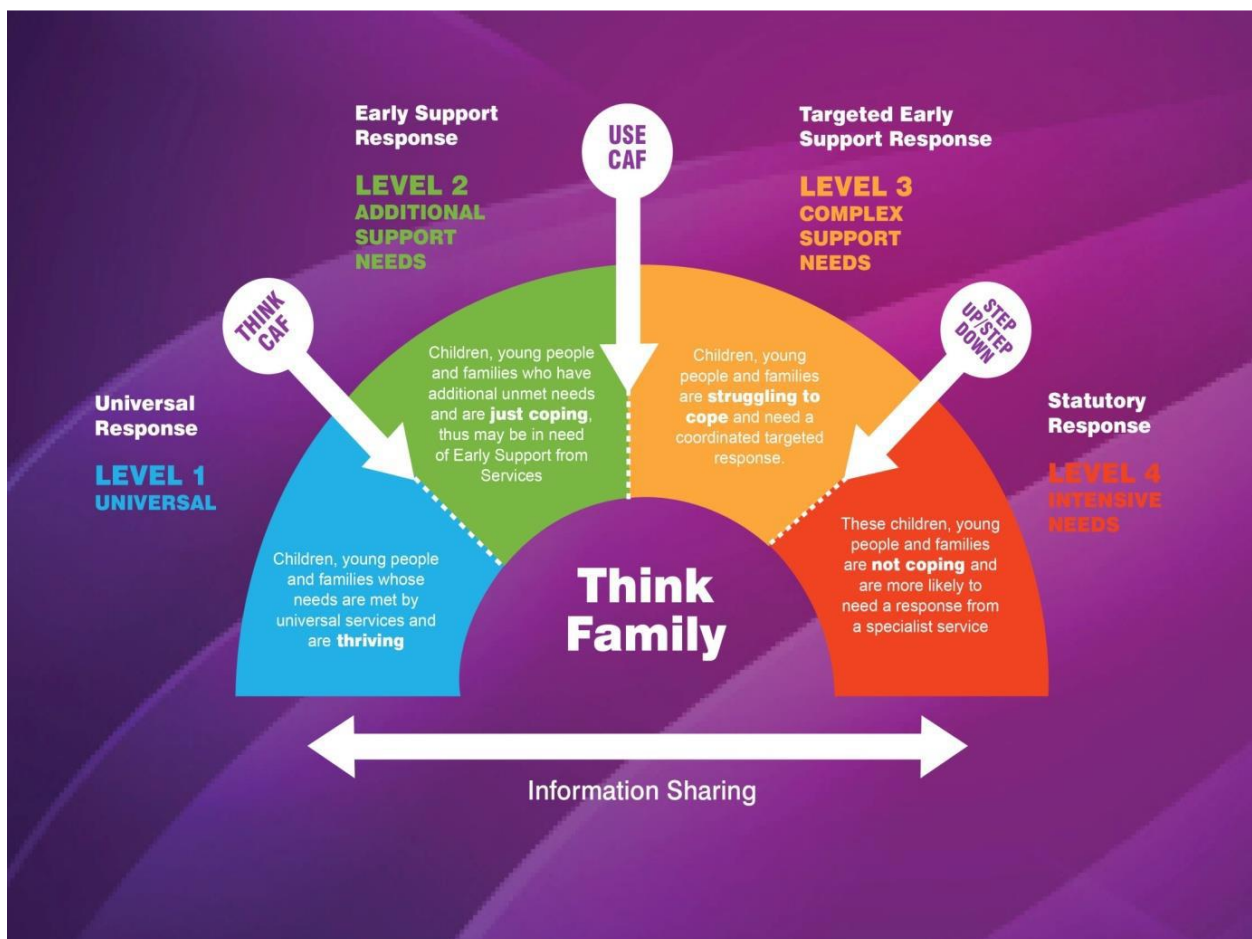 Early Support
Response
LEVEL 2
ADDITIONAL
SUPPORT
NEEDS
USE
CAF
Targeted Early
Support Response
LEVEL 3
COMPLEX
SUPPORT
NEEDS
THINK
CAF
STEP
UP/STEP
DOWN
Universal
Response
LEVEL 1
UNIVERSAL
Children, young people
and families who have
additional unmet needs
and are just coping,
thus may be in need
of Early Support from
Services
Children, young
people and families
are struggling to
cope and need a
coordinated targeted
response.
Statutory
Response
LEVEL 4
INTENSIVE
NEEDS
Children, young people
and families whose
needs are met by
universal services and
are thriving
Think
Family
These children, young
people and families
are not coping and
are more likely to
need a response from
a specialist service
Information Sharing